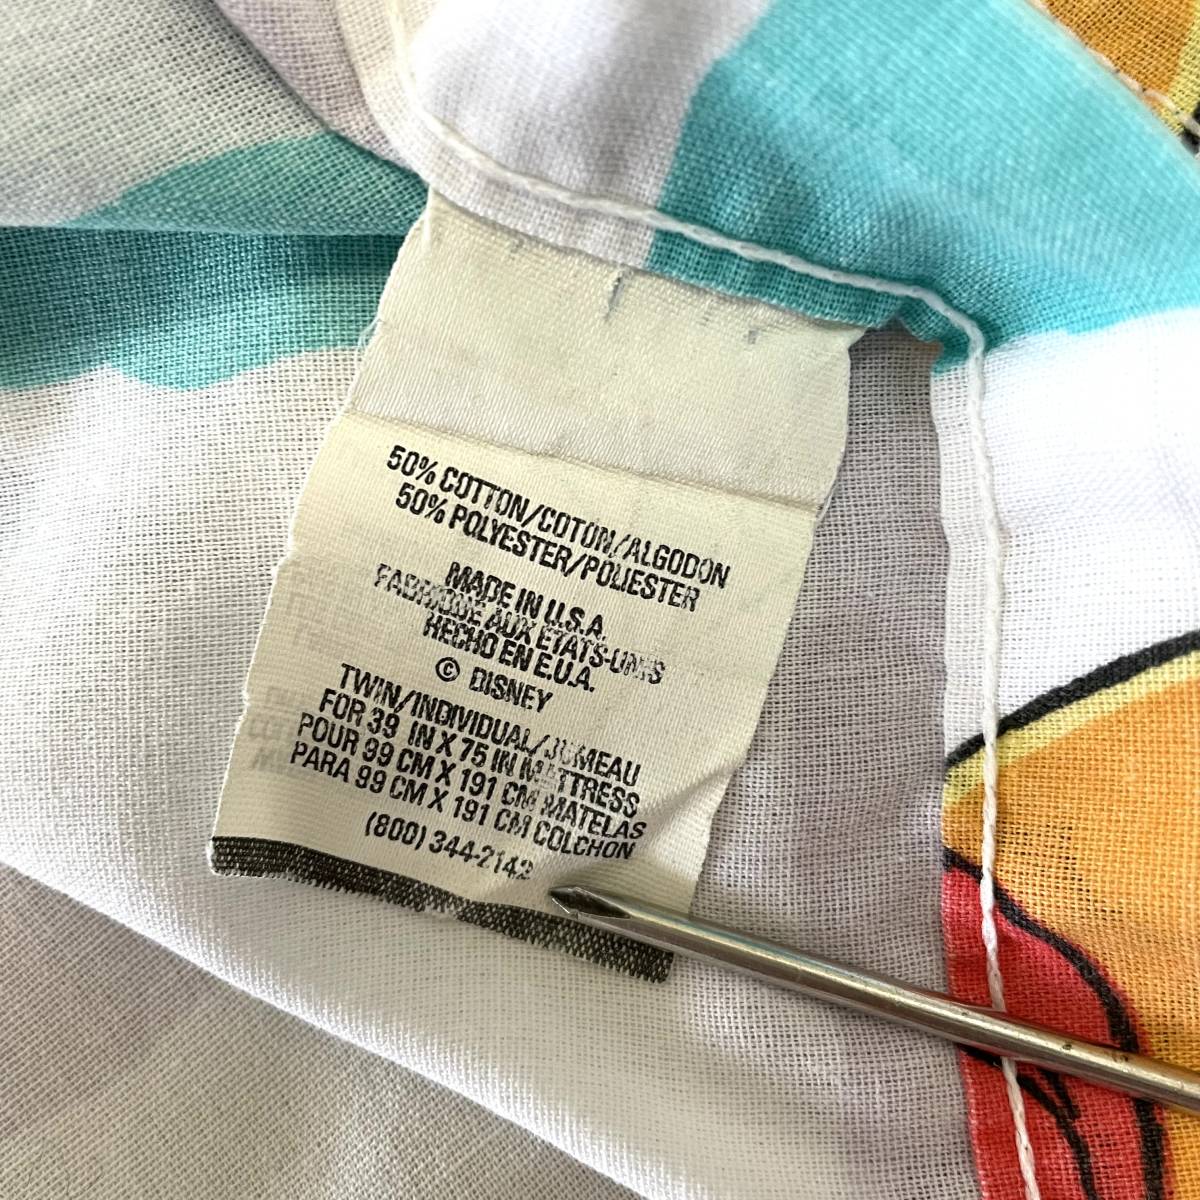 50% COTTON/COTON/ALGODON
50% POLYESTER/POLIESTER
MADE IN U.S.A.
FABRIQUE AUX ETATS-UNIS
HECHO EN E.U.A.
© DISNEY
TWIN/INDIVIDUAL/JUMEAU
FOR 39 IN X 75 IN MATTRESS
POUR 99 CM X 191 CM MATELAS
PARA 99 CM X 191 CM COLCHON
(800) 344-2142